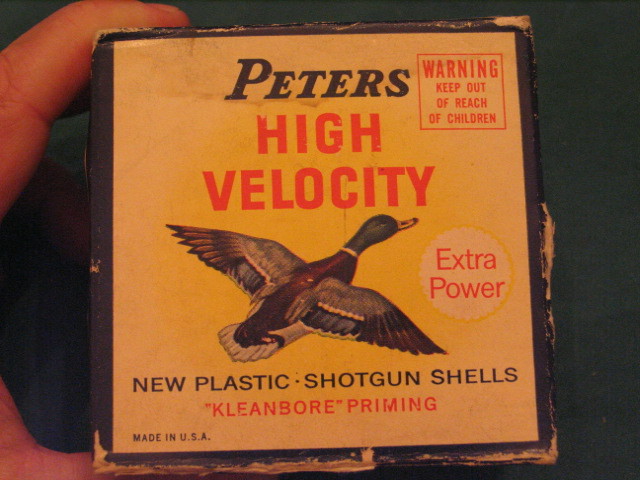 PETERS
WARNING
KEEP OUT
OF REACH
OF CHILDREN
HIGH
VELOCITY
Extra
Power
NEW PLASTIC · SHOTGUN SHELLS
"KLEANBORE" PRIMING
MADE IN U.S.A.